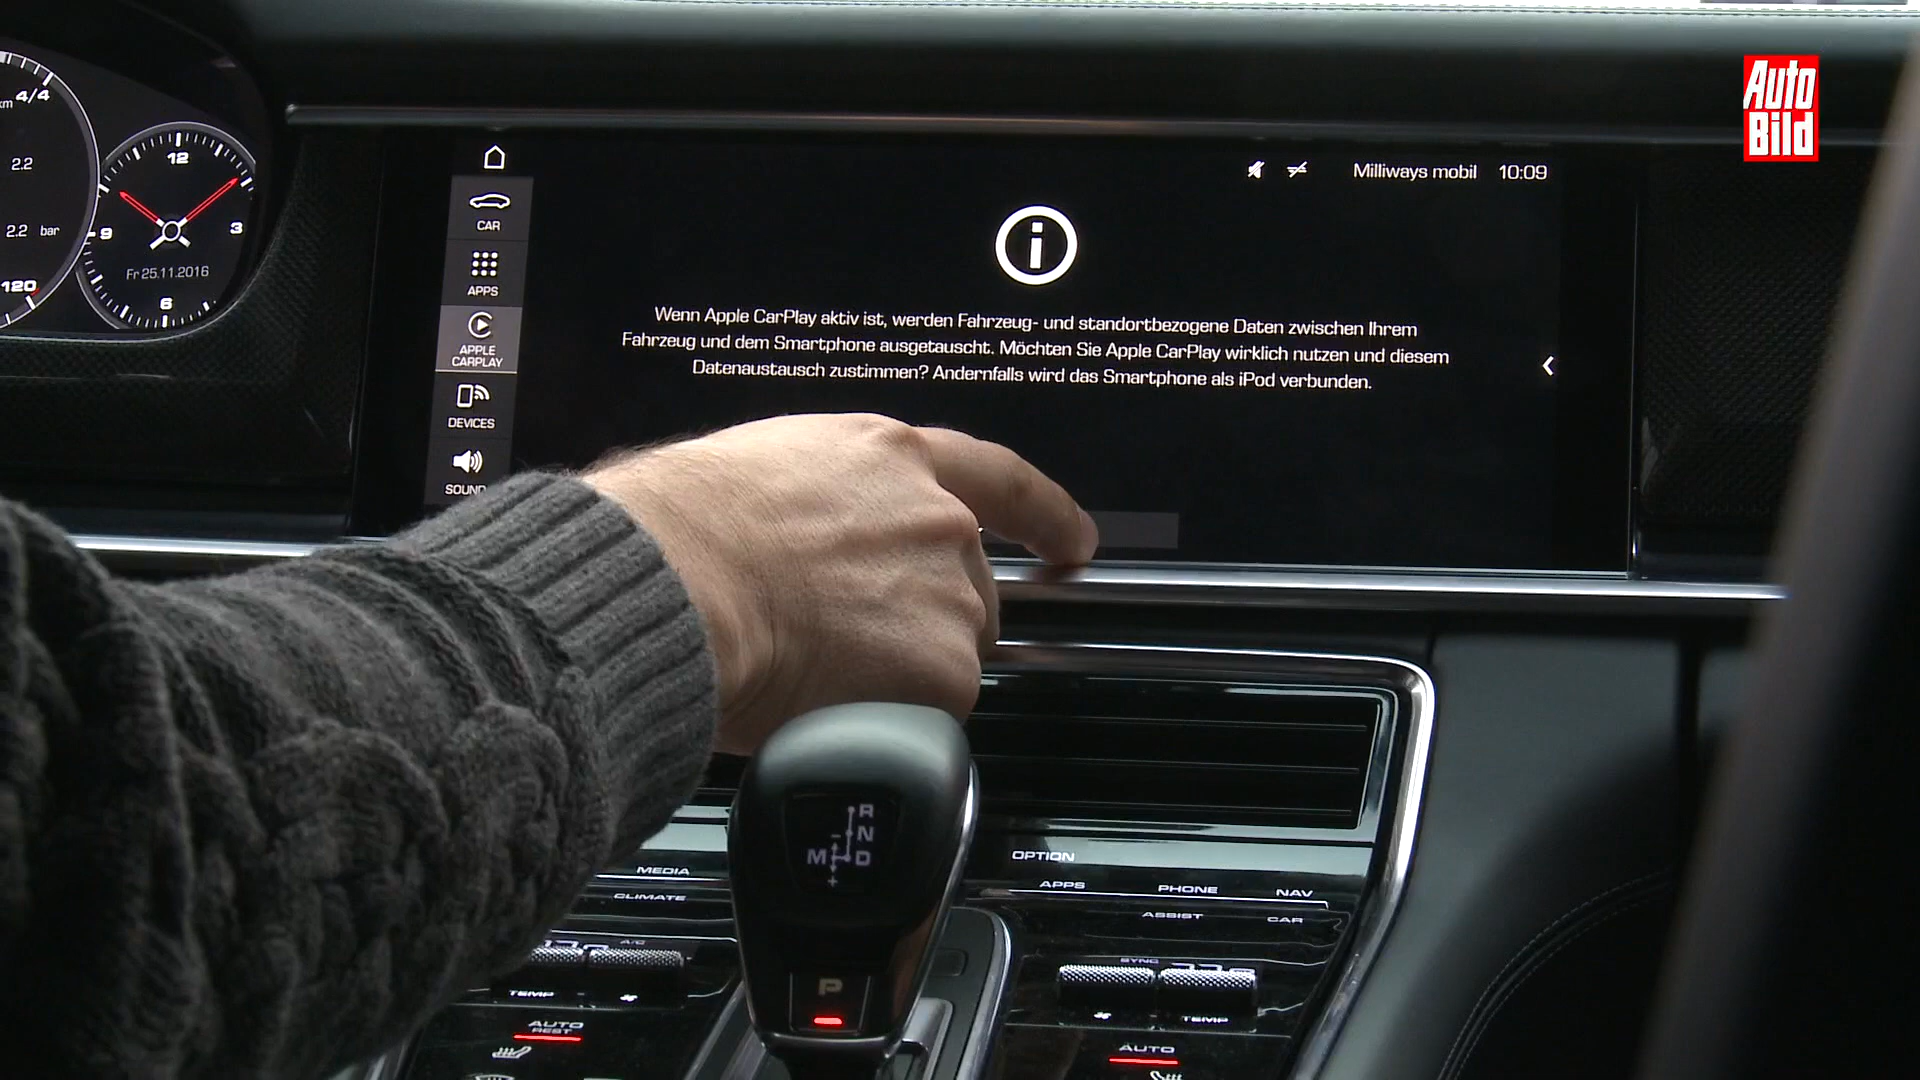 Auto
Bild
km 4/4
2.2
2.2 bar
120
12
9
3
Fr 25.11.2016
6
Milliways mobil 10:09
CAR
APPS
APPLE
CARPLAY
DEVICES
SOUND
i
Wenn Apple CarPlay aktiv ist, werden Fahrzeug- und standortbezogene Daten zwischen Ihrem
Fahrzeug und dem Smartphone ausgetauscht. Möchten Sie Apple CarPlay wirklich nutzen und diesem
Datenaustausch zustimmen? Andernfalls wird das Smartphone als iPod verbunden.
R
N
M D
P
MEDIA
CLIMATE
A/C
TEMP
AUTO
REST
OPTION
APPS PHONE NAV
ASSIST CAR
SYNC
TEMP
AUTO